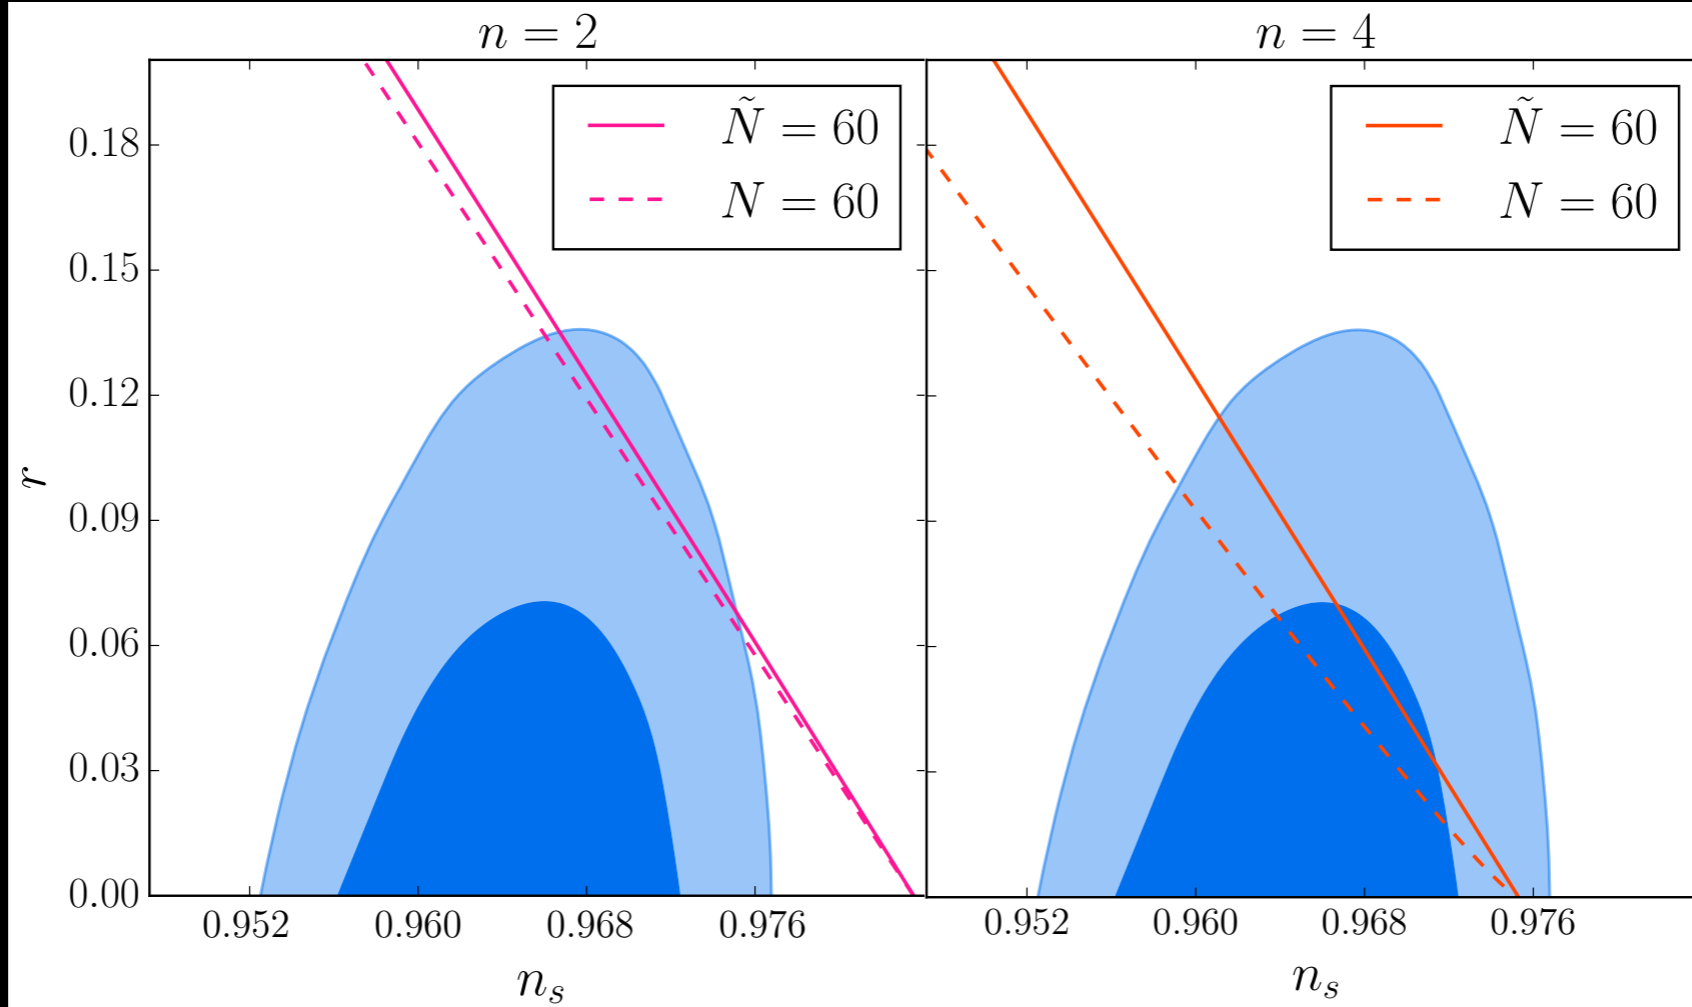 n = 2
n = 4
Ñ = 60
N = 60
Ñ = 60
N = 60
0.18
0.15
0.12
0.09
0.06
0.03
0.00
r
0.952 0.960 0.968 0.976
0.952 0.960 0.968 0.976
n_s
n_s